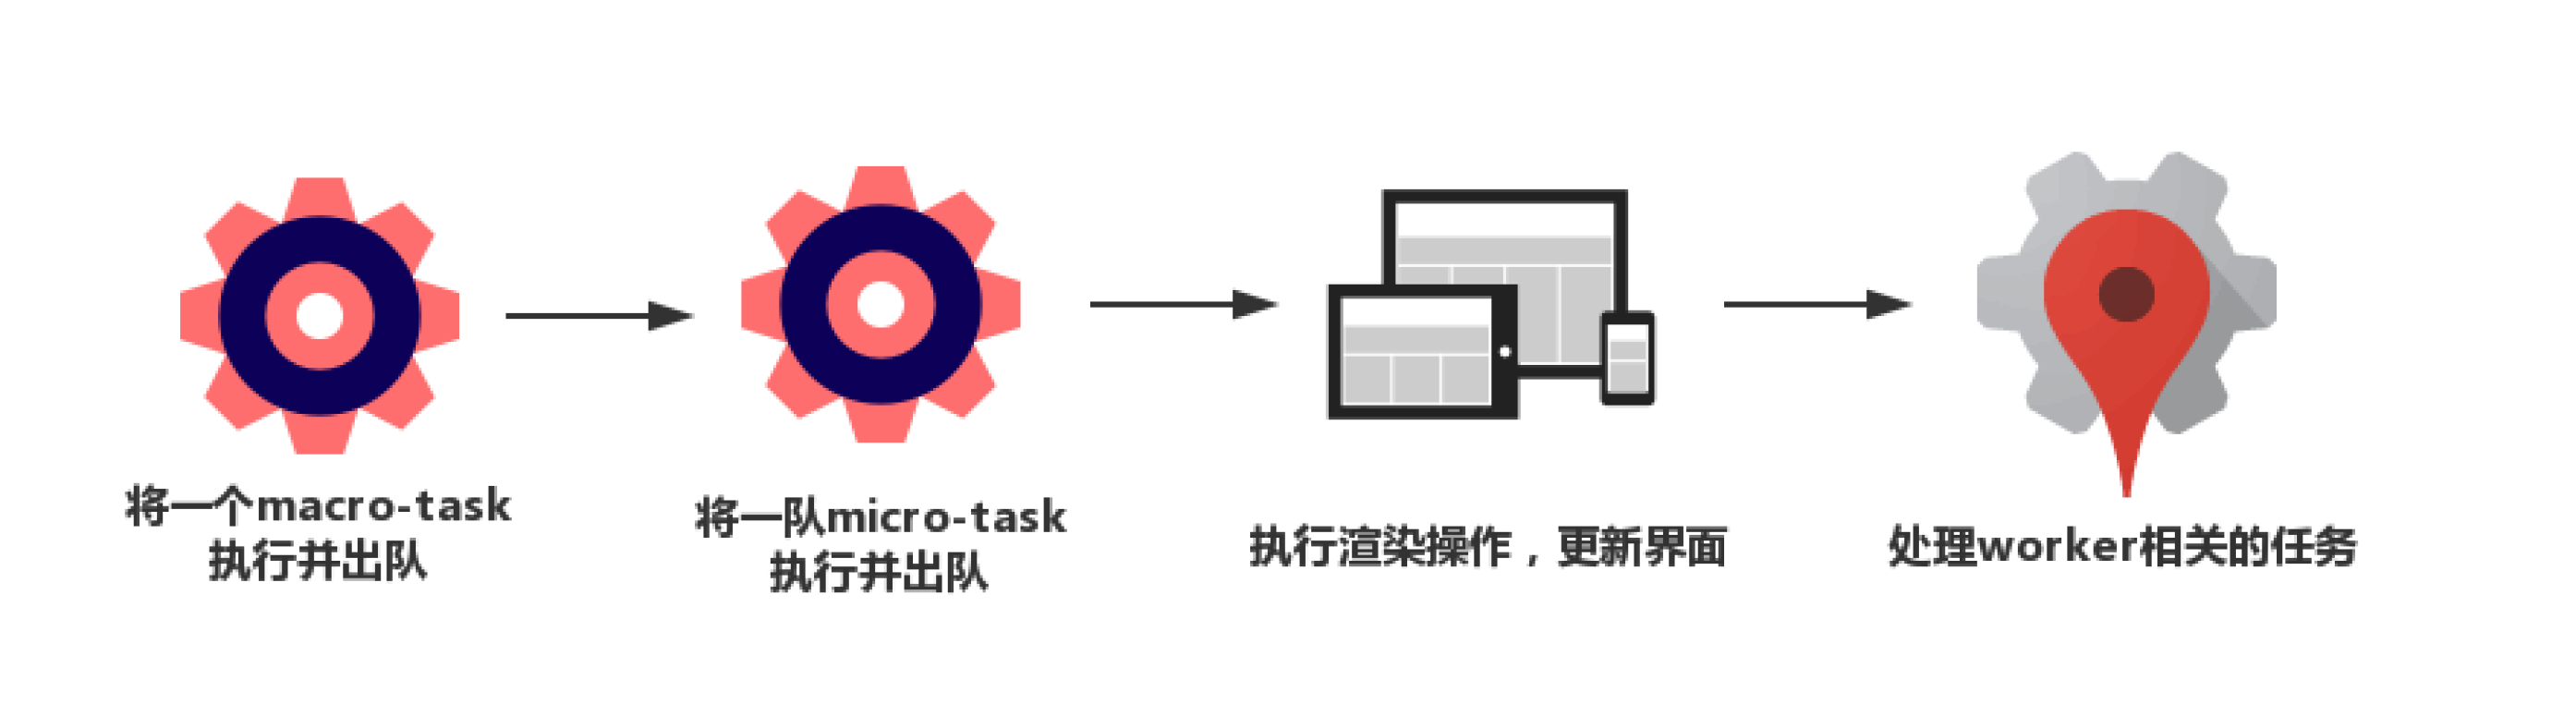 将一个macro-task
执行并出队
将一队micro-task
执行并出队
执行渲染操作，更新界面
处理worker相关的任务